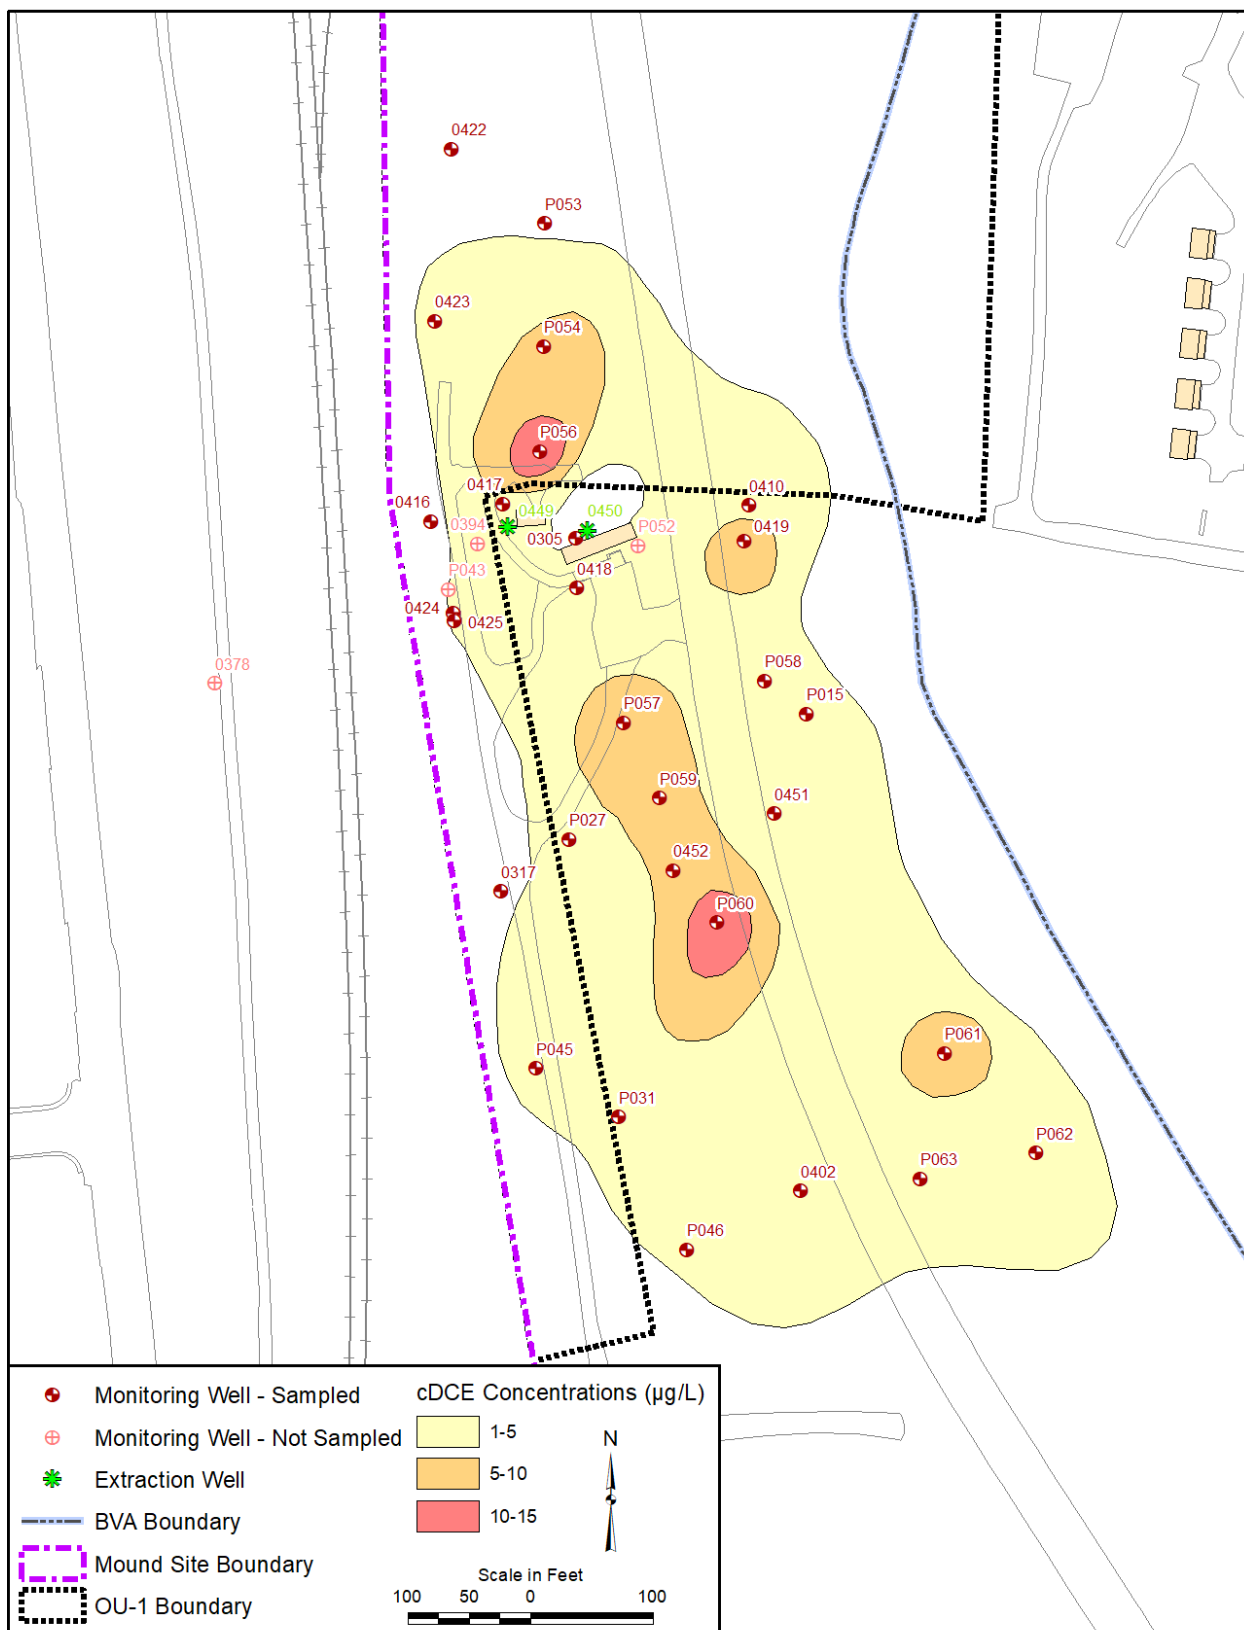 0422
P053
0423
P054
P056
0417
0410
0416
0449
0450
0394
0305
P052
0419
P043
0418
0424
0425
0378
P058
P015
P057
P059
0451
P027
0452
0317
P060
P061
P045
P031
P062
P063
0402
P046
Monitoring Well - Sampled
Monitoring Well - Not Sampled
Extraction Well
BVA Boundary
Mound Site Boundary
OU-1 Boundary
cDCE Concentrations (µg/L)
1-5
5-10
10-15
N
Scale in Feet
100 50 0 100